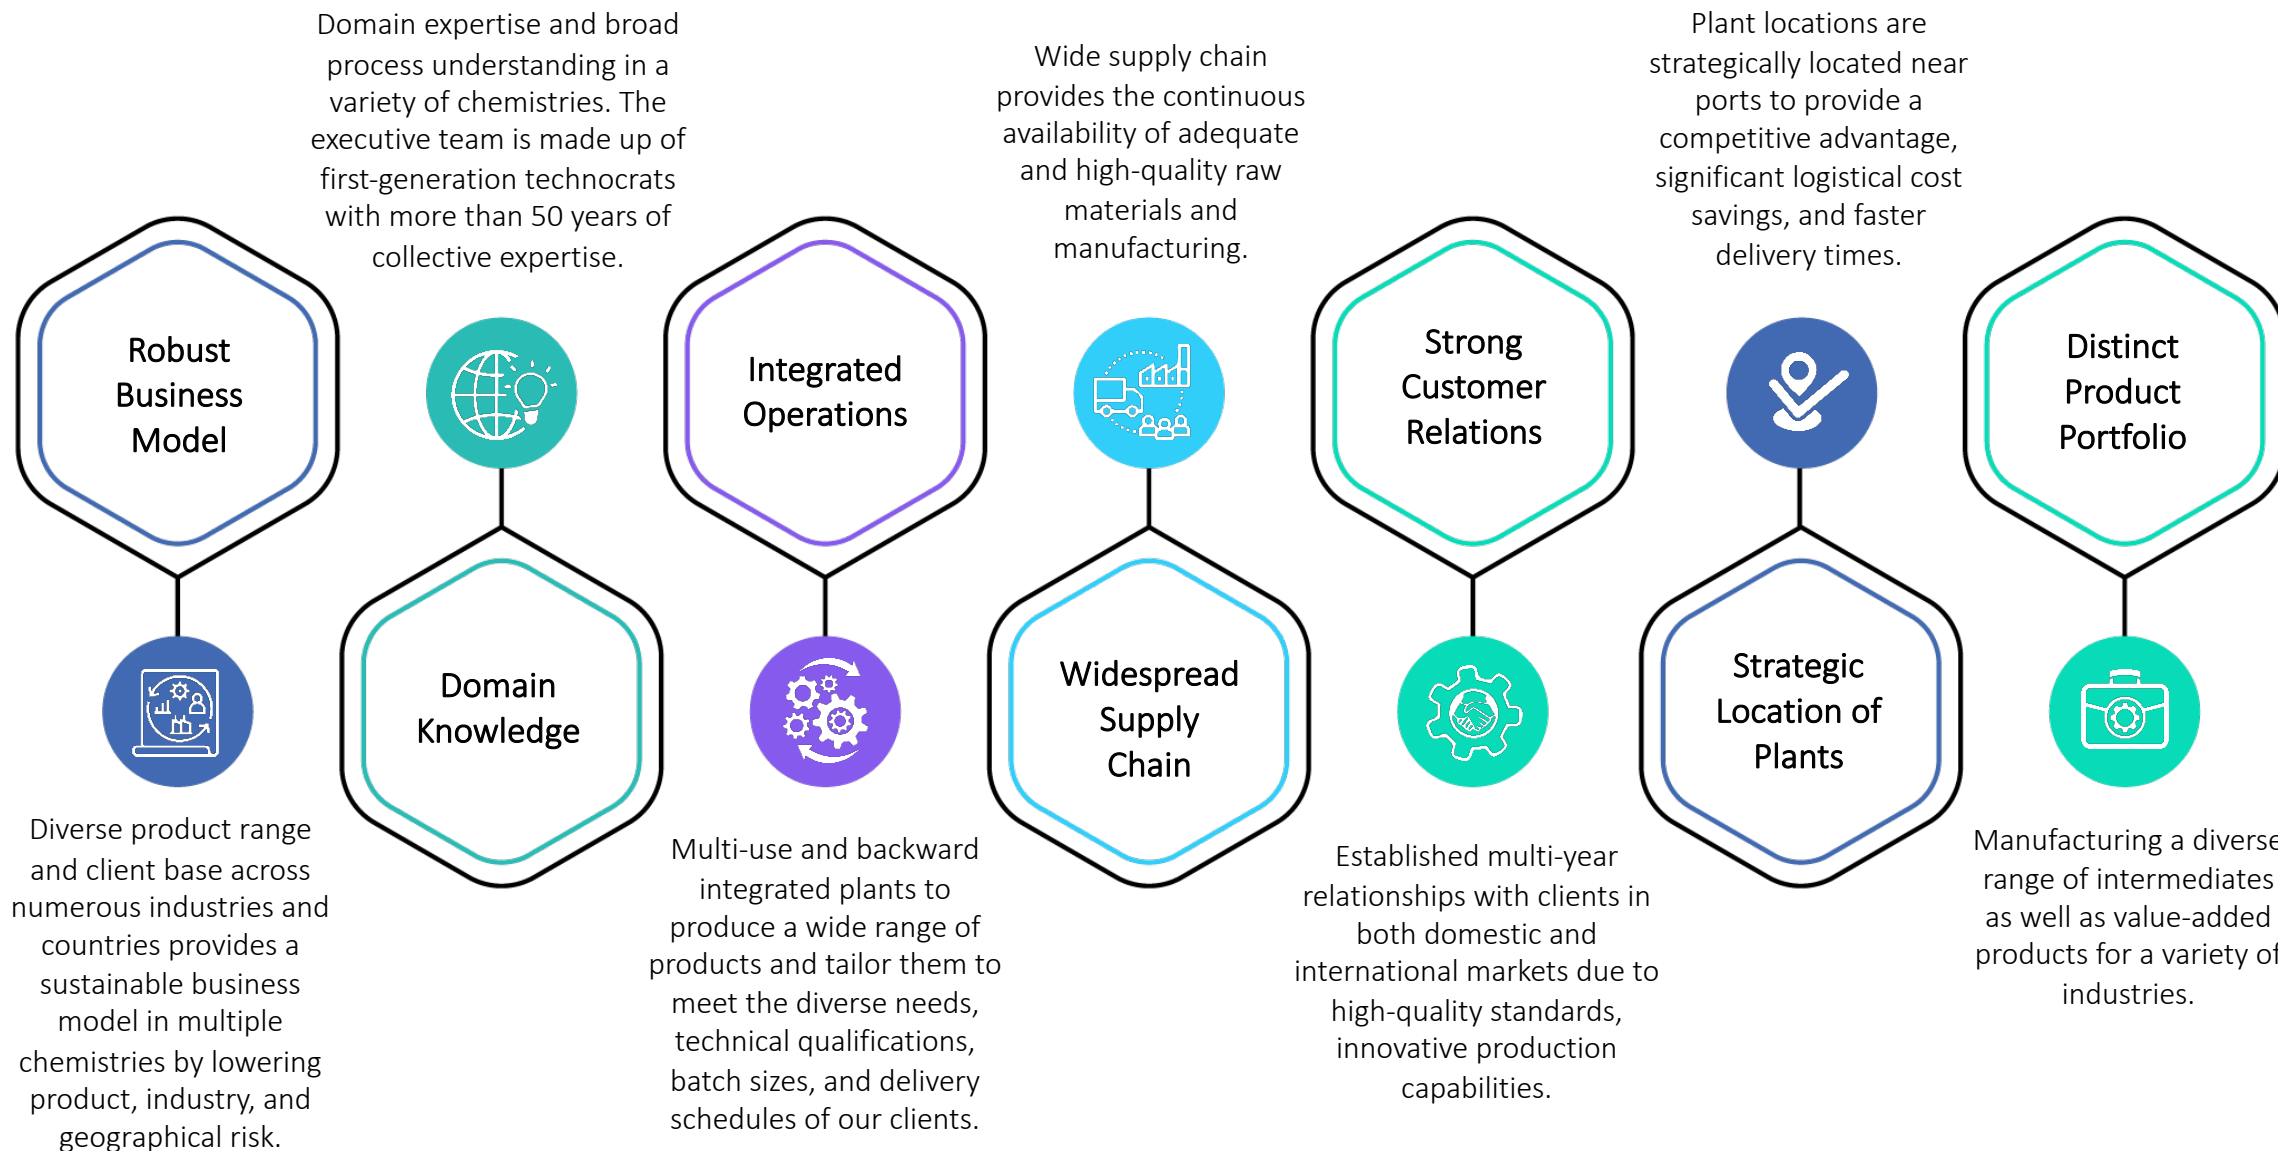 Robust
Business
Model
Diverse product range
and client base across
numerous industries and
countries provides a
sustainable business
model in multiple
chemistries by lowering
product, industry, and
geographical risk.
Domain expertise and broad
process understanding in a
variety of chemistries. The
executive team is made up of
first-generation technocrats
with more than 50 years of
collective expertise.
Domain
Knowledge
Integrated
Operations
Multi-use and backward
integrated plants to
produce a wide range of
products and tailor them to
meet the diverse needs,
technical qualifications,
batch sizes, and delivery
schedules of our clients.
Wide supply chain
provides the continuous
availability of adequate
and high-quality raw
materials and
manufacturing.
Widespread
Supply
Chain
Strong
Customer
Relations
Established multi-year
relationships with clients in
both domestic and
international markets due to
high-quality standards,
innovative production
capabilities.
Plant locations are
strategically located near
ports to provide a
competitive advantage,
significant logistical cost
savings, and faster
delivery times.
Strategic
Location of
Plants
Distinct
Product
Portfolio
Manufacturing a diverse
range of intermediates
as well as value-added
products for a variety of
industries.